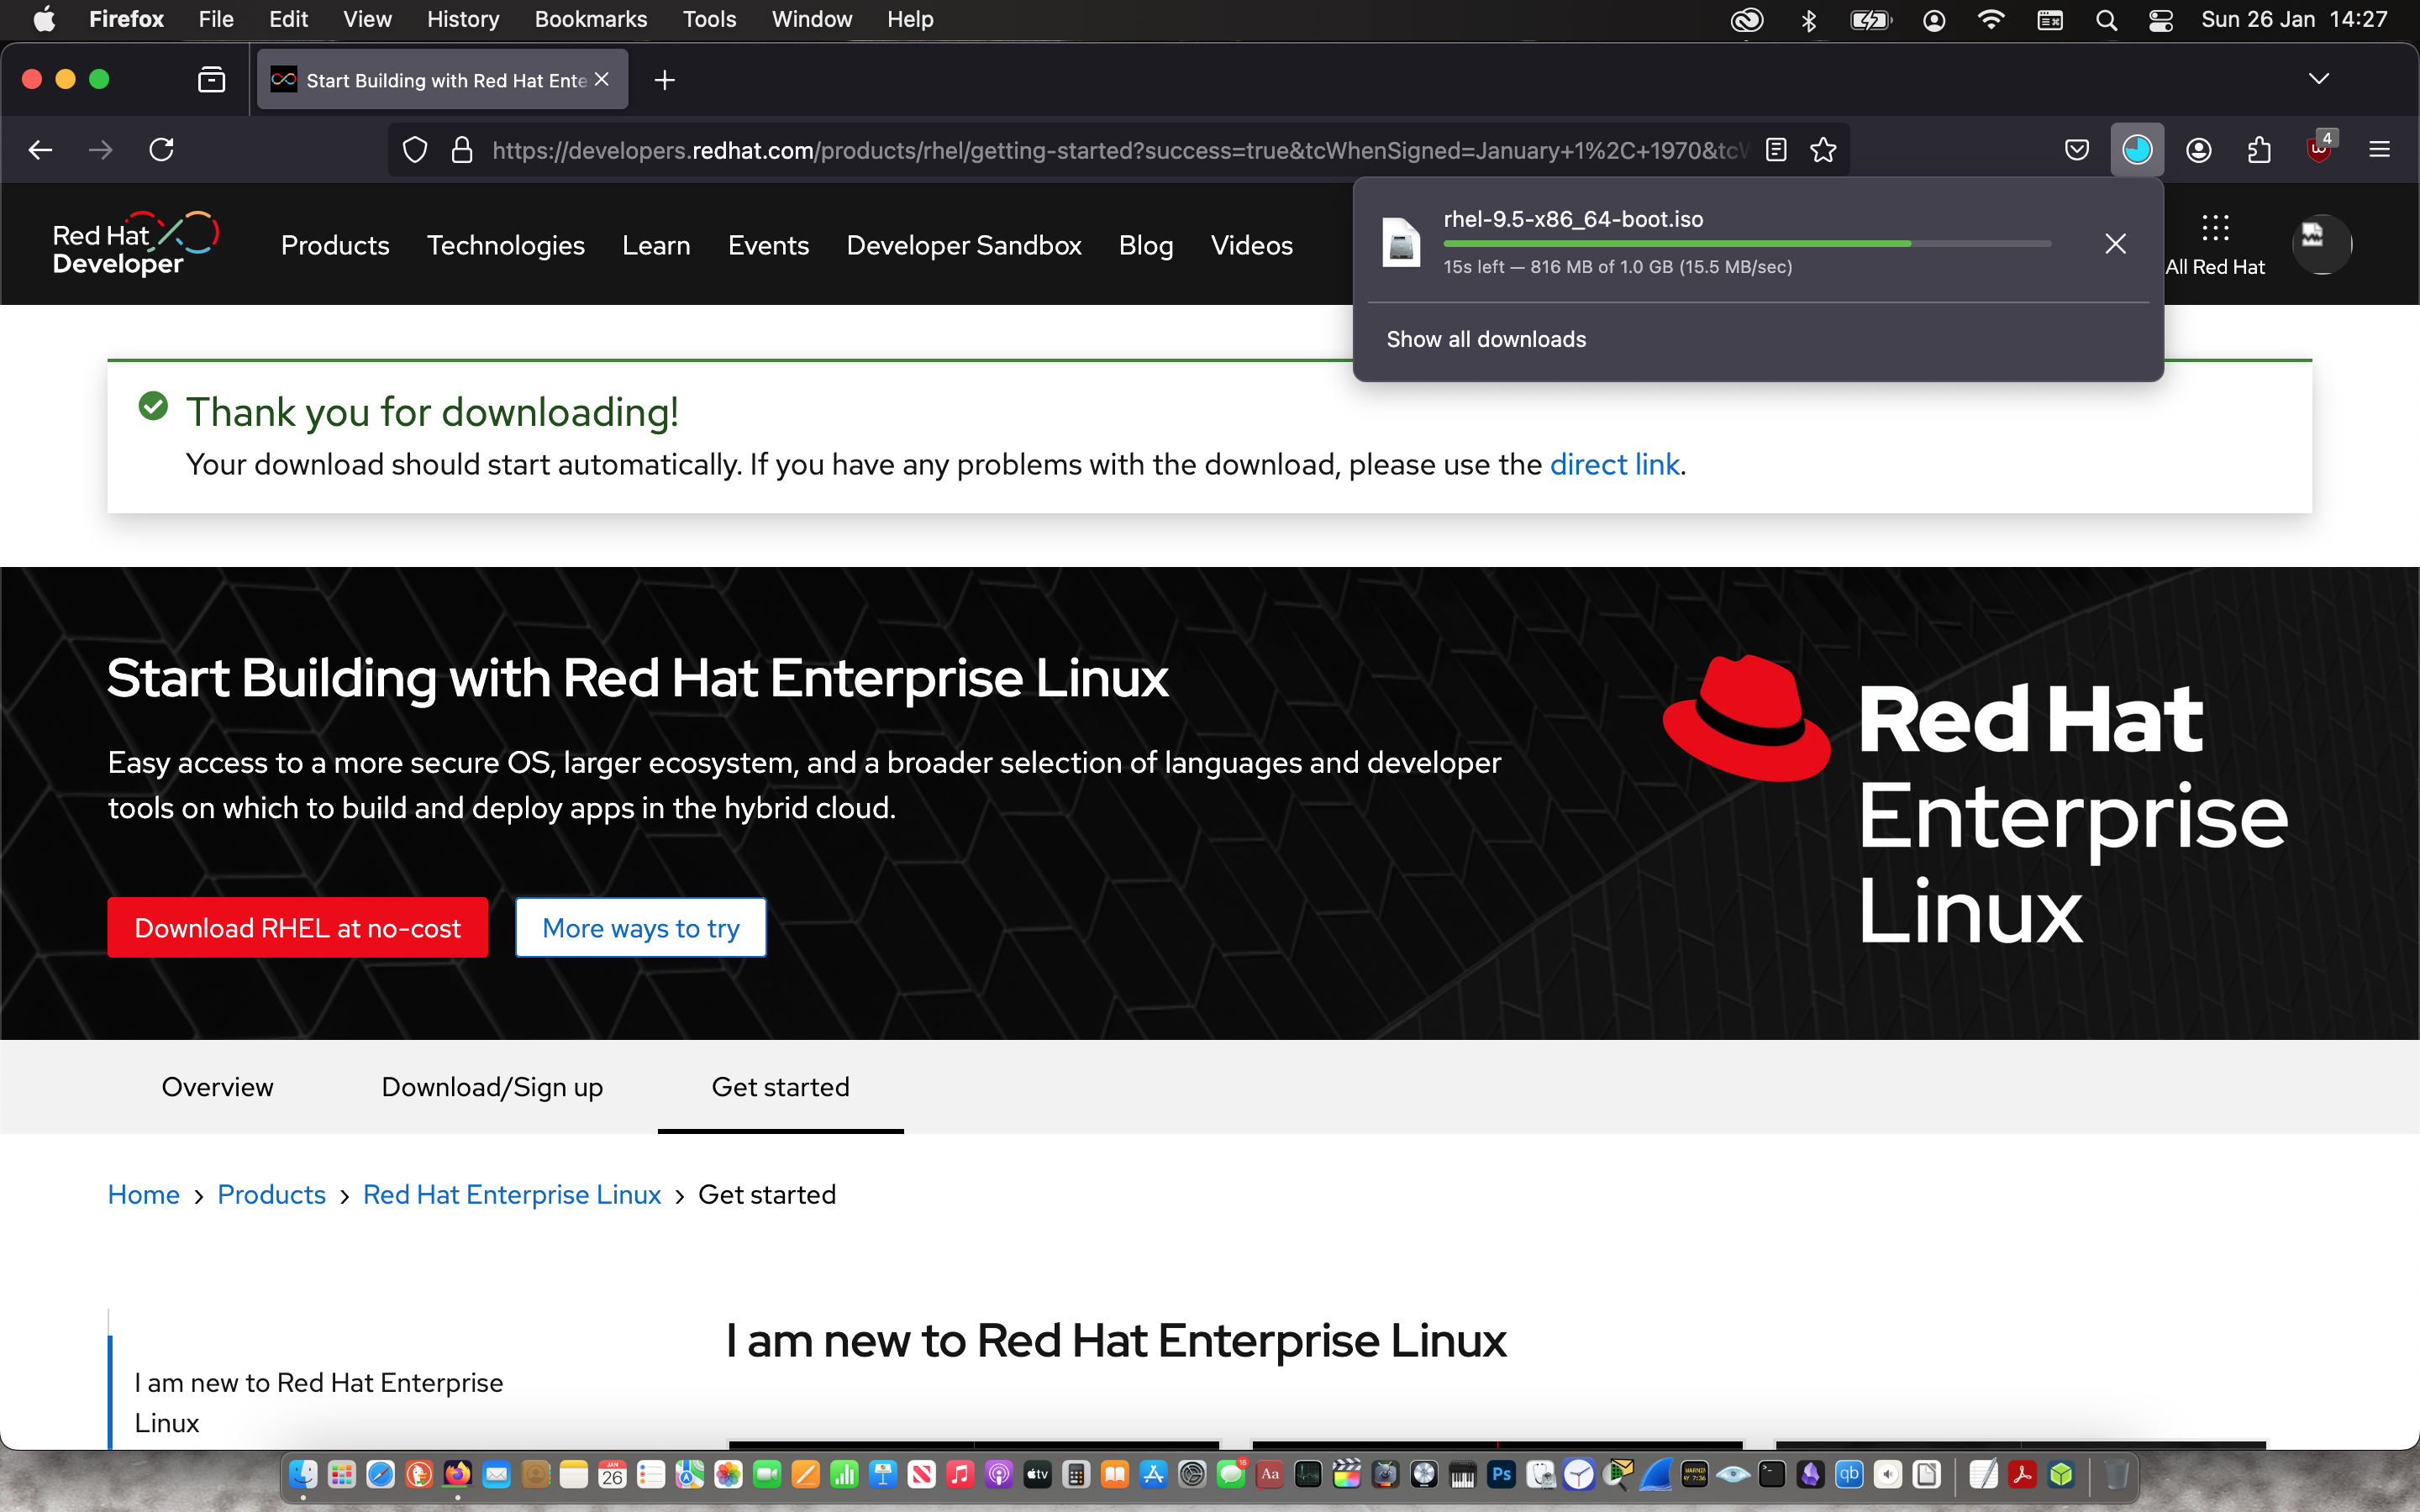 Firefox File Edit View History Bookmarks Tools Window Help Sun 26 Jan 14:27
Start Building with Red Hat Ente
https://developers.redhat.com/products/rhel/getting-started?success=true&tcWhenSigned=January+1%2C+1970&tcW
4
Red Hat
Developer
Products Technologies Learn Events Developer Sandbox Blog Videos
All Red Hat
rhel-9.5-x86_64-boot.iso
15s left — 816 MB of 1.0 GB (15.5 MB/sec)
Show all downloads
Thank you for downloading!
Your download should start automatically. If you have any problems with the download, please use the direct link.
Start Building with Red Hat Enterprise Linux
Easy access to a more secure OS, larger ecosystem, and a broader selection of languages and developer
tools on which to build and deploy apps in the hybrid cloud.
Download RHEL at no-cost
More ways to try
Red Hat
Enterprise
Linux
Overview Download/Sign up Get started
Home › Products › Red Hat Enterprise Linux › Get started
I am new to Red Hat Enterprise
Linux
I am new to Red Hat Enterprise Linux
JAN
26
tv
16
Aa
Ps
qb